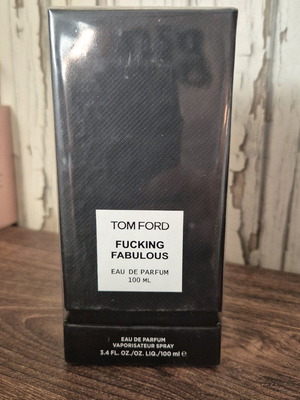 TOM FORD
FUCKING
FABULOUS
EAU DE PARFUM
100 ML
EAU DE PARFUM
VAPORISATEUR SPRAY
3.4 FL. OZ./OZ. LIQ./100 ml e